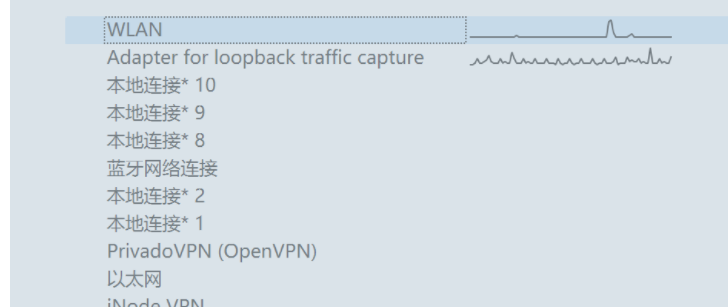 WLAN
Adapter for loopback traffic capture
本地连接* 10
本地连接* 9
本地连接* 8
蓝牙网络连接
本地连接* 2
本地连接* 1
PrivadoVPN (OpenVPN)
以太网
iNode VPN